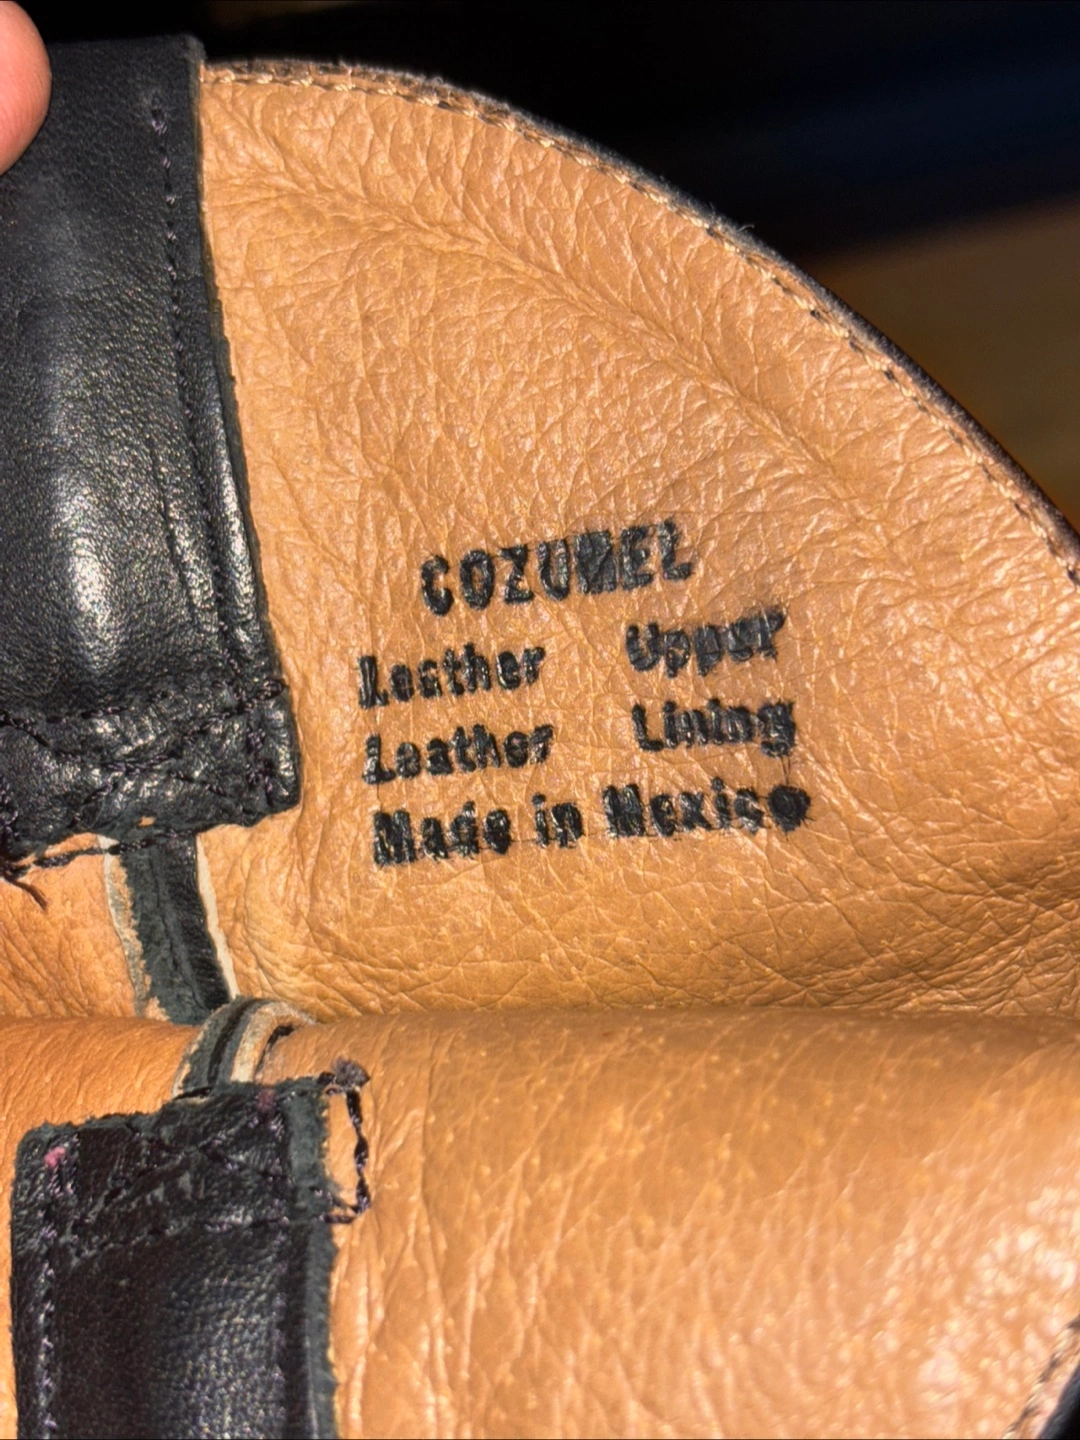 COZUMEL
Leather Upper
Leather Lining
Made in Mexico